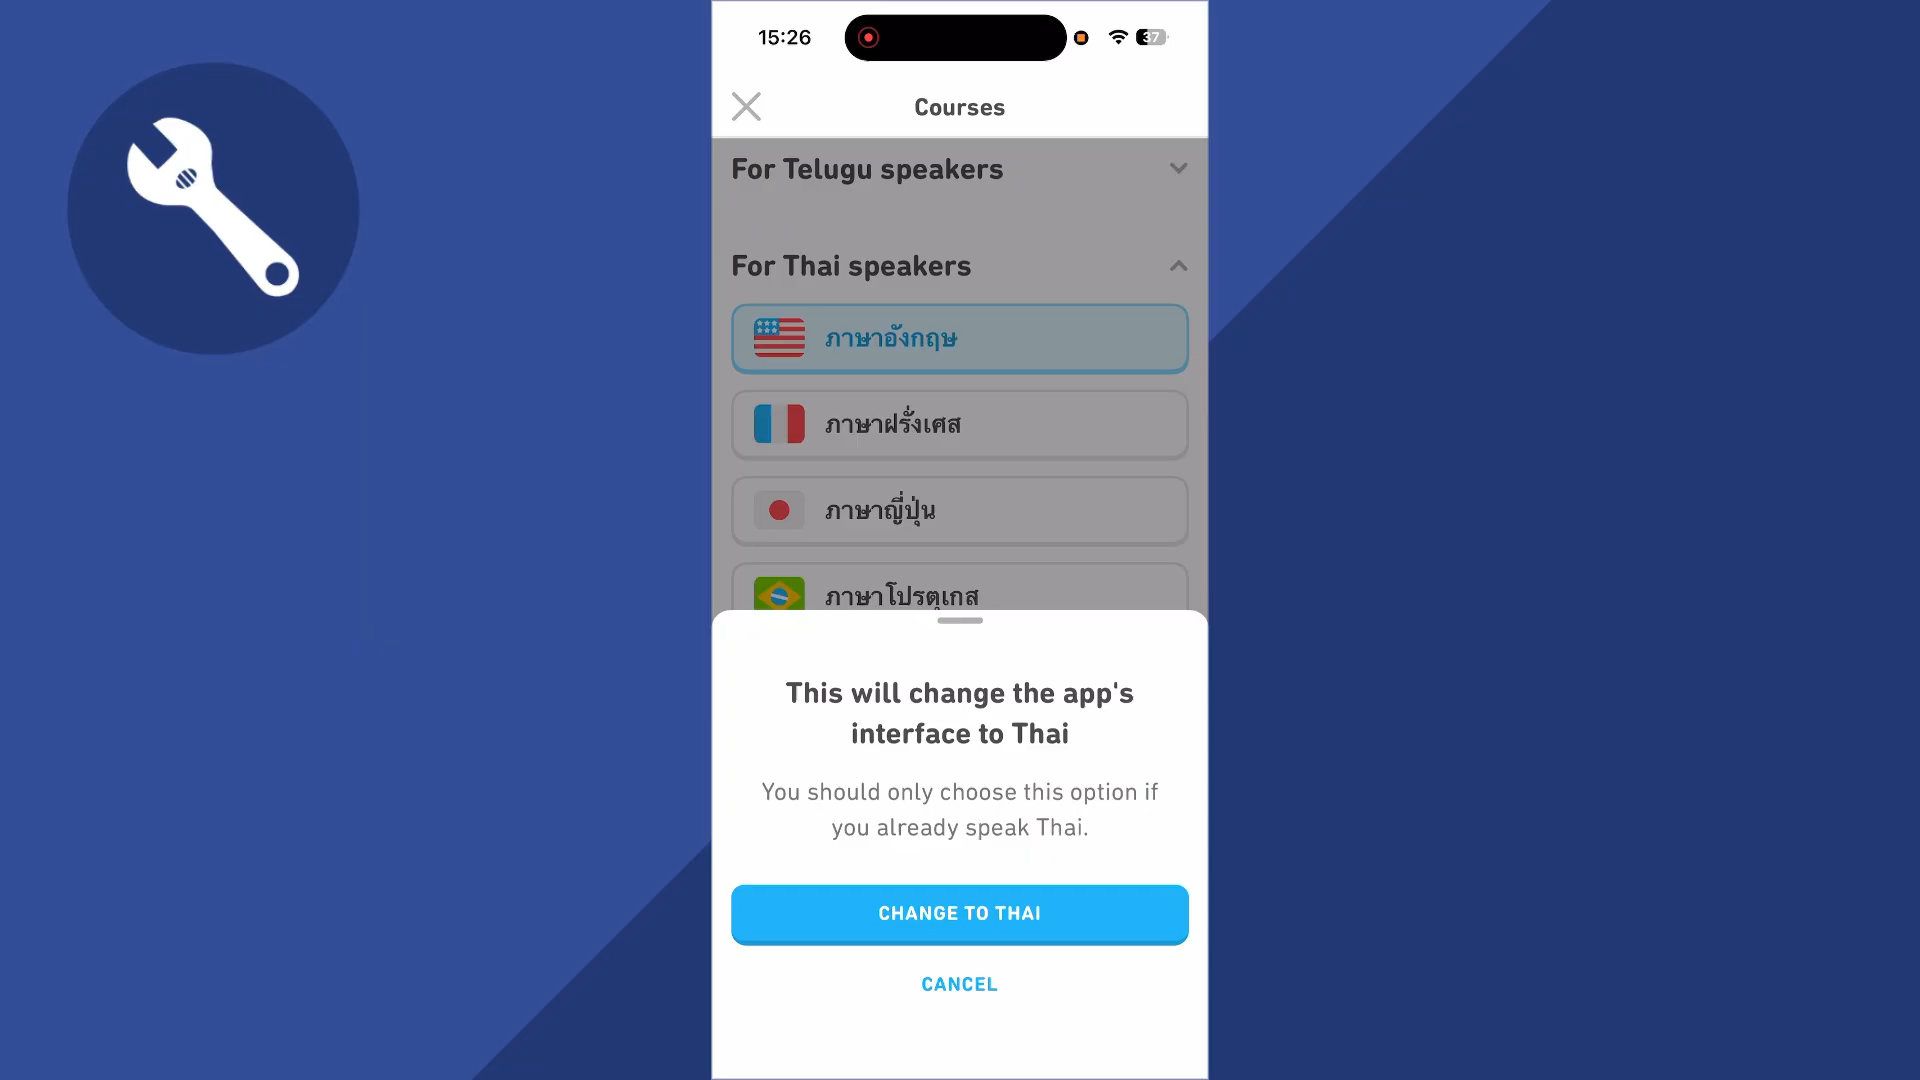 15:26
37
Courses
For Telugu speakers
For Thai speakers
ภาษาอังกฤษ
ภาษาฝรั่งเศส
ภาษาญี่ปุ่น
ภาษาโปรตุเกส
This will change the app's
interface to Thai
You should only choose this option if
you already speak Thai.
CHANGE TO THAI
CANCEL